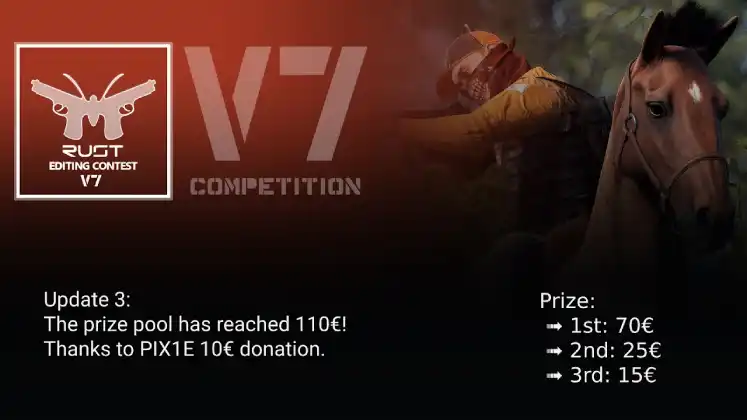 RUST
EDITING CONTEST
V7
V7
COMPETITION
Update 3:
The prize pool has reached 110€!
Thanks to PIX1E 10€ donation.
Prize:
➟ 1st: 70€
➟ 2nd: 25€
➟ 3rd: 15€